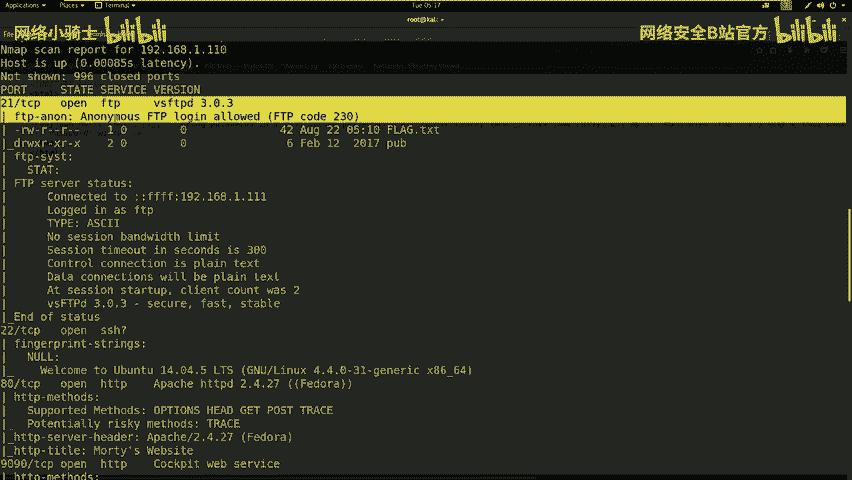 Applications Places Terminal Tue 05:17
root@kali: ~
网络小骑士 bilibili
网络安全B站官方 bilibili
Nmap scan report for 192.168.1.110
Host is up (0.00085s latency).
Not shown: 996 closed ports
PORT STATE SERVICE VERSION
21/tcp open ftp vsftpd 3.0.3
| ftp-anon: Anonymous FTP login allowed (FTP code 230)
| -rw-r--r-- 1 0 0 42 Aug 22 05:10 FLAG.txt
|_drwxr-xr-x 2 0 0 6 Feb 12 2017 pub
| ftp-syst:
| STAT:
| FTP server status:
| Connected to ::ffff:192.168.1.111
| Logged in as ftp
| TYPE: ASCII
| No session bandwidth limit
| Session timeout in seconds is 300
| Control connection is plain text
| Data connections will be plain text
| At session startup, client count was 2
| vsFTPd 3.0.3 - secure, fast, stable
|_End of status
22/tcp open ssh?
| fingerprint-strings:
| NULL:
|_ Welcome to Ubuntu 14.04.5 LTS (GNU/Linux 4.4.0-31-generic x86_64)
80/tcp open http Apache httpd 2.4.27 ((Fedora))
| http-methods:
| Supported Methods: OPTIONS HEAD GET POST TRACE
|_ Potentially risky methods: TRACE
|_http-server-header: Apache/2.4.27 (Fedora)
|_http-title: Morty's Website
9090/tcp open http Cockpit web service
| http-methods: